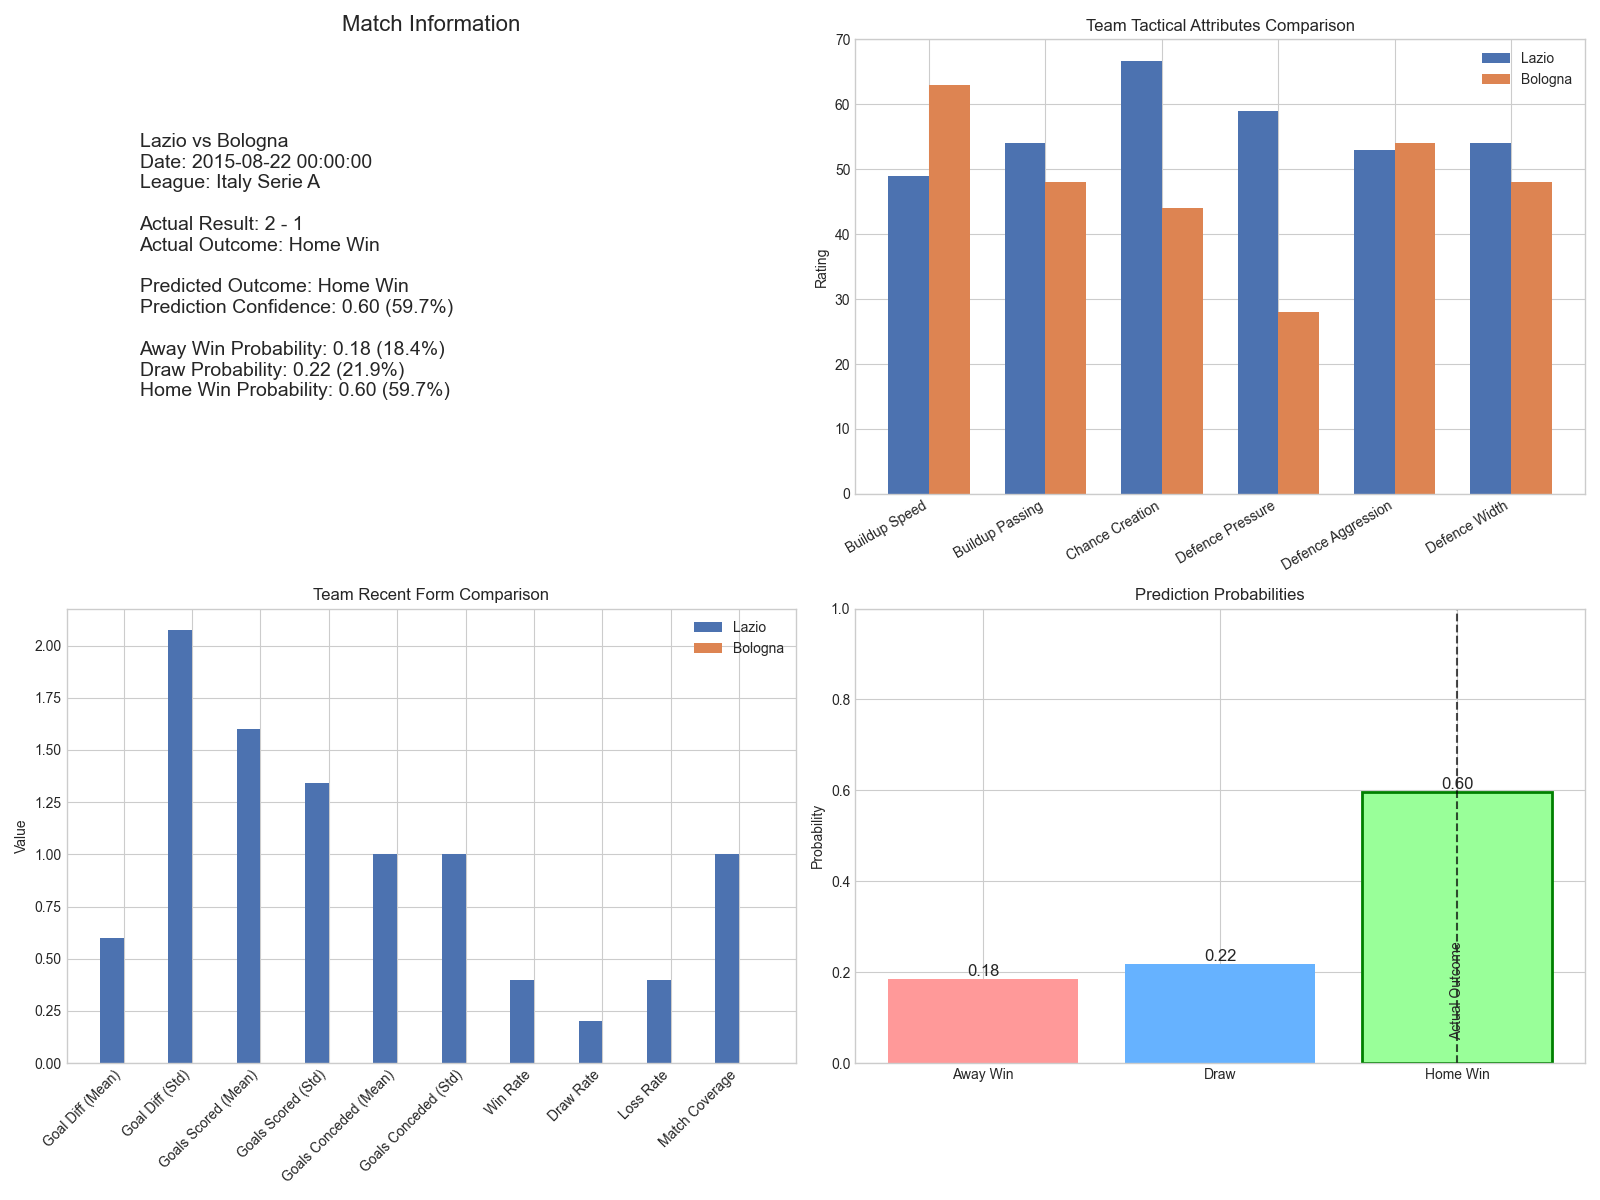 Match Information
Lazio vs Bologna
Date: 2015-08-22 00:00:00
League: Italy Serie A
Actual Result: 2 - 1
Actual Outcome: Home Win
Predicted Outcome: Home Win
Prediction Confidence: 0.60 (59.7%)
Away Win Probability: 0.18 (18.4%)
Draw Probability: 0.22 (21.9%)
Home Win Probability: 0.60 (59.7%)
Team Tactical Attributes Comparison
Lazio
Bologna
Rating
70
60
50
40
30
20
10
0
Buildup Speed
Buildup Passing
Chance Creation
Defence Pressure
Defence Aggression
Defence Width
Team Recent Form Comparison
Lazio
Bologna
Value
2.00
1.75
1.50
1.25
1.00
0.75
0.50
0.25
0.00
Goal Diff (Mean)
Goal Diff (Std)
Goals Scored (Mean)
Goals Scored (Std)
Goals Conceded (Mean)
Goals Conceded (Std)
Win Rate
Draw Rate
Loss Rate
Match Coverage
Prediction Probabilities
Probability
1.0
0.8
0.6
0.4
0.2
0.0
0.18
0.22
0.60
Actual Outcome
Away Win
Draw
Home Win